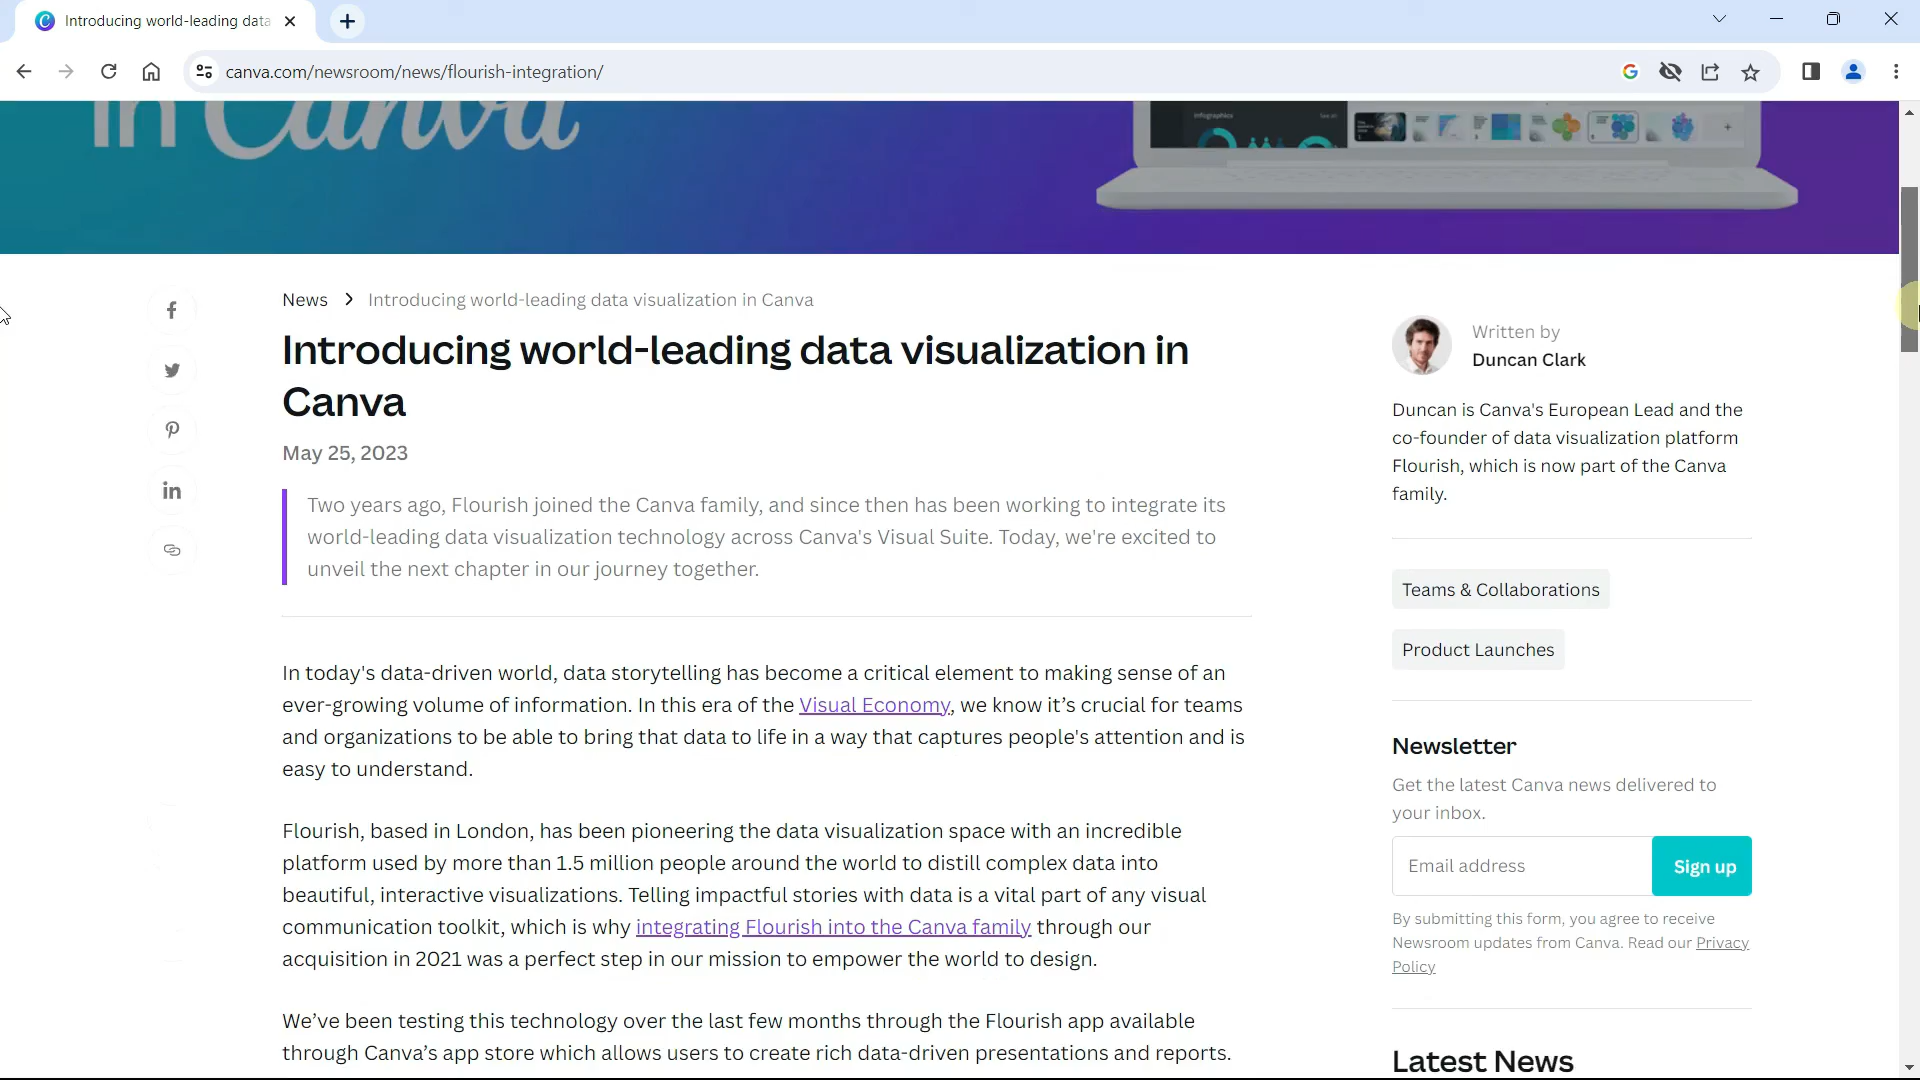 Introducing world-leading data
canva.com/newsroom/news/flourish-integration/
in Canva
Infographics
See all
News > Introducing world-leading data visualization in Canva
Introducing world-leading data visualization in
Canva
May 25, 2023
Two years ago, Flourish joined the Canva family, and since then has been working to integrate its
world-leading data visualization technology across Canva's Visual Suite. Today, we're excited to
unveil the next chapter in our journey together.
In today's data-driven world, data storytelling has become a critical element to making sense of an
ever-growing volume of information. In this era of the Visual Economy, we know it’s crucial for teams
and organizations to be able to bring that data to life in a way that captures people's attention and is
easy to understand.
Flourish, based in London, has been pioneering the data visualization space with an incredible
platform used by more than 1.5 million people around the world to distill complex data into
beautiful, interactive visualizations. Telling impactful stories with data is a vital part of any visual
communication toolkit, which is why integrating Flourish into the Canva family through our
acquisition in 2021 was a perfect step in our mission to empower the world to design.
We’ve been testing this technology over the last few months through the Flourish app available
through Canva’s app store which allows users to create rich data-driven presentations and reports.
Written by
Duncan Clark
Duncan is Canva's European Lead and the
co-founder of data visualization platform
Flourish, which is now part of the Canva
family.
Teams & Collaborations
Product Launches
Newsletter
Get the latest Canva news delivered to
your inbox.
Email address
Sign up
By submitting this form, you agree to receive
Newsroom updates from Canva. Read our Privacy
Policy
Latest News